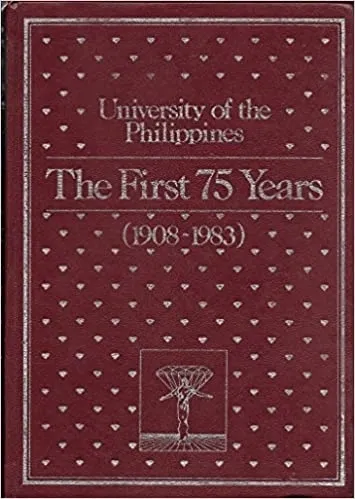 University of the
Philippines
The First 75 Years
(1908-1983)